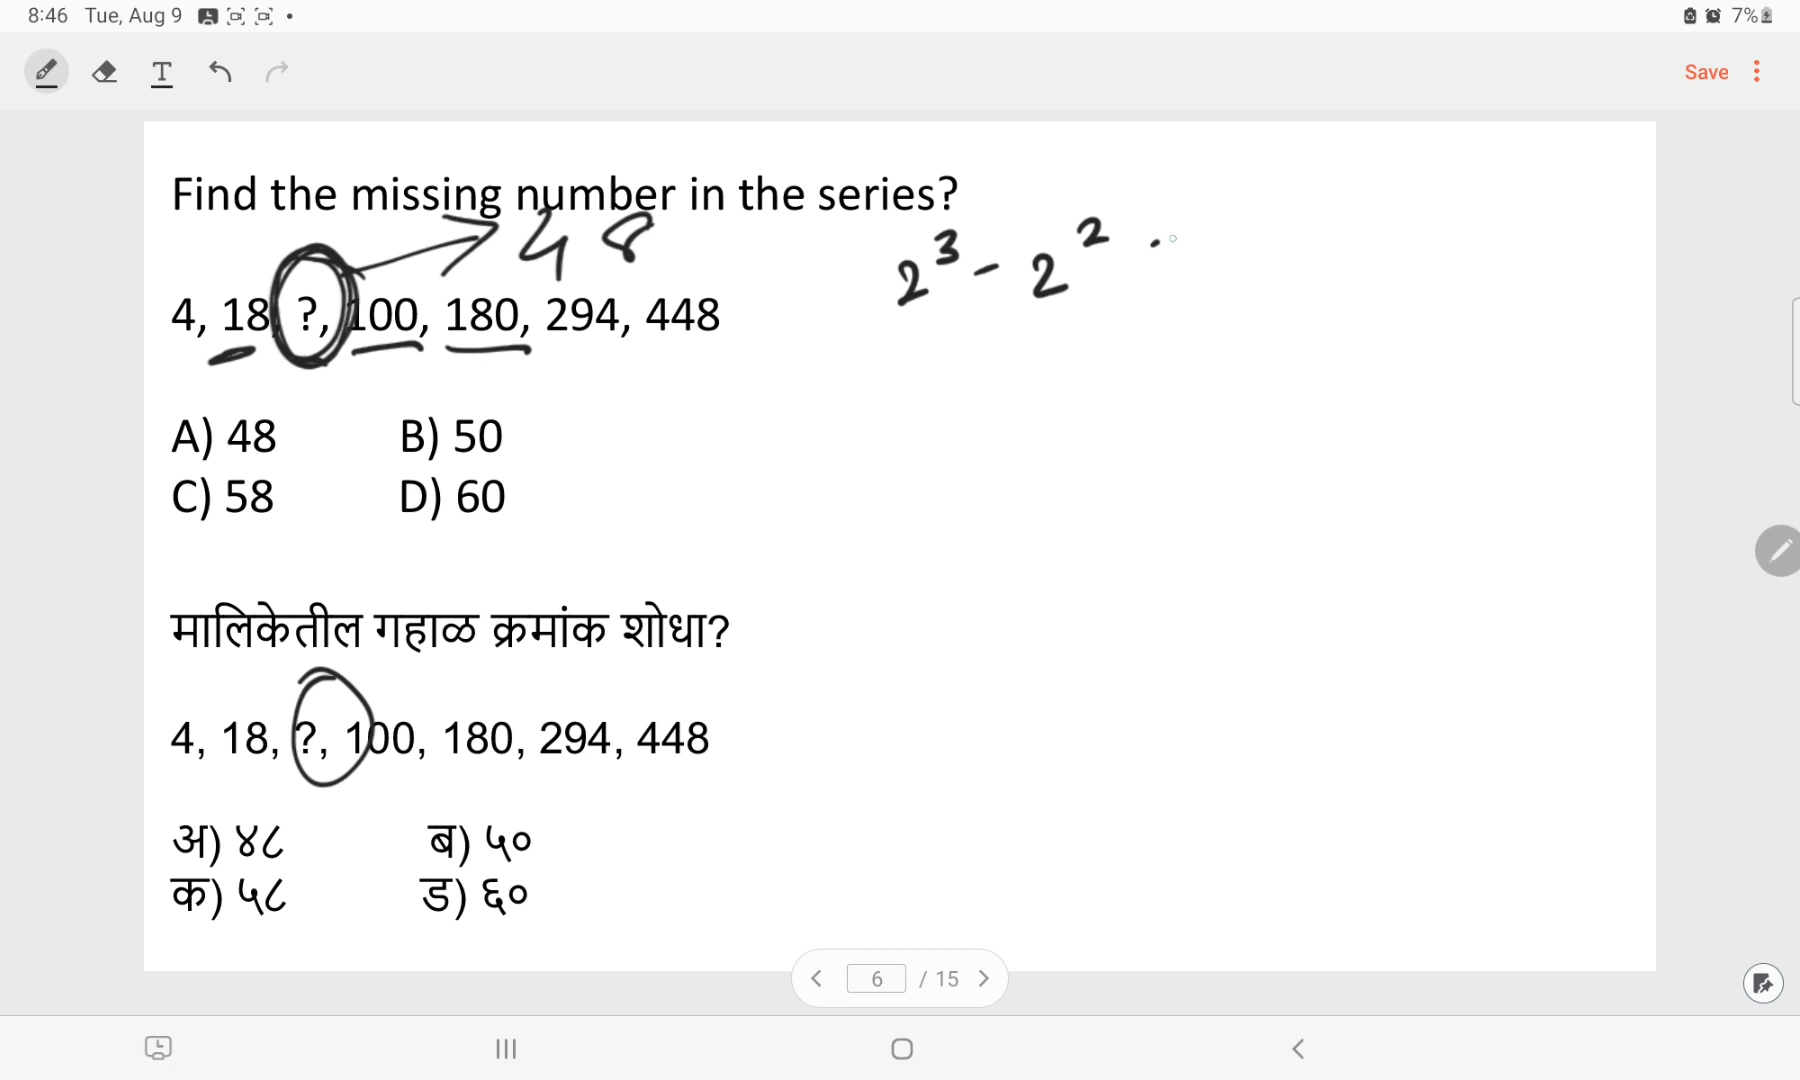 8:46 Tue, Aug 9 7%
Save
Find the missing number in the series?
48
2³ - 2²
4, 18, ?, 100, 180, 294, 448
A) 48 B) 50
C) 58 D) 60
मालिकेतील गहाळ क्रमांक शोधा?
4, 18, ?, 100, 180, 294, 448
अ) ४८ ब) ५०
क) ५८ ड) ६०
6 / 15